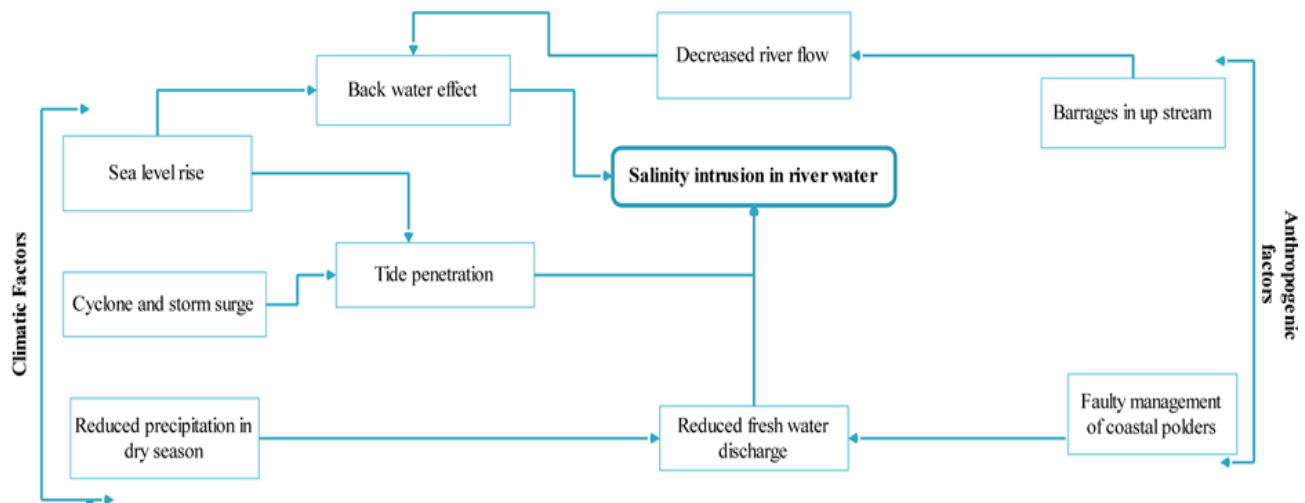 Decreased river flow
Back water effect
Barrages in up stream
Sea level rise
Salinity intrusion in river water
Climatic Factors
Anthropogenic
factors
Tide penetration
Cyclone and storm surge
Reduced precipitation in
dry season
Reduced fresh water
discharge
Faulty management
of coastal polders